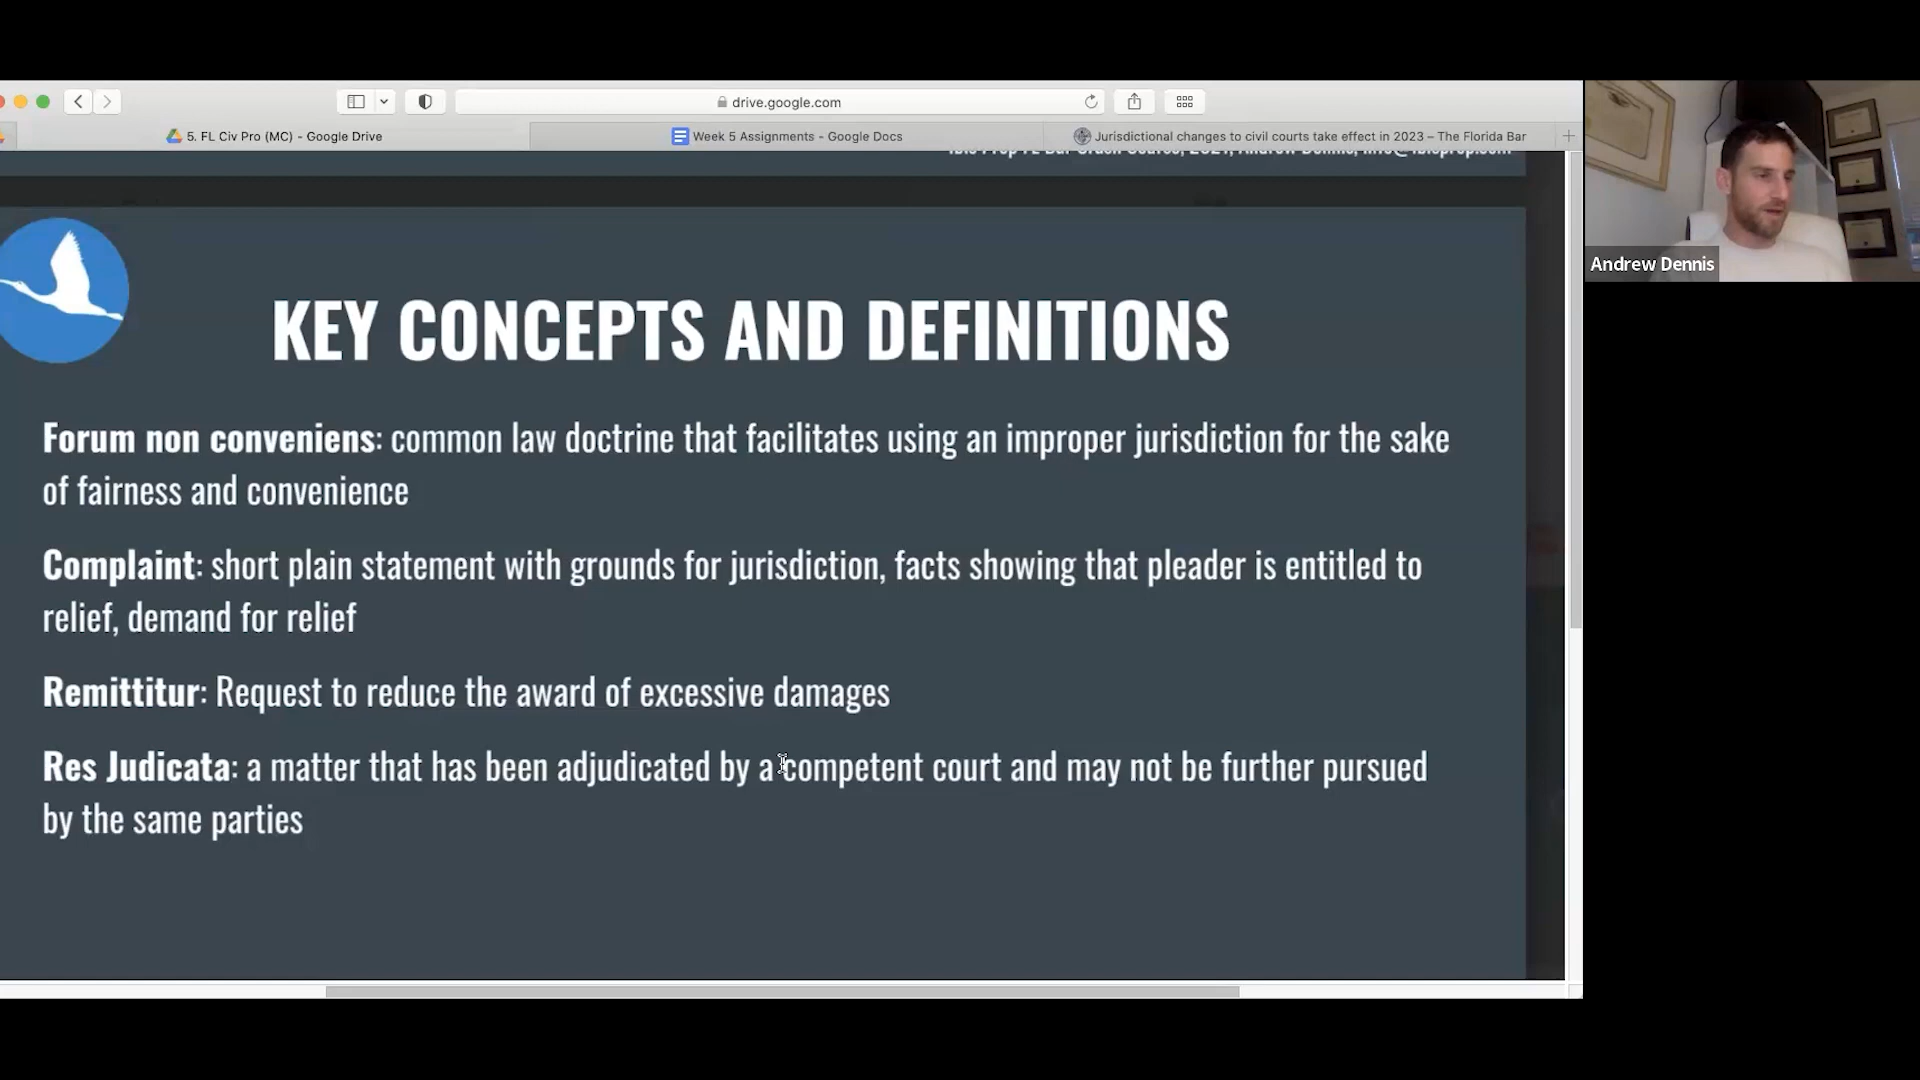 drive.google.com
5. FL Civ Pro (MC) - Google Drive
Week 5 Assignments - Google Docs
Jurisdictional changes to civil courts take effect in 2023 – The Florida Bar
Andrew Dennis
KEY CONCEPTS AND DEFINITIONS
Forum non conveniens: common law doctrine that facilitates using an improper jurisdiction for the sake
of fairness and convenience
Complaint: short plain statement with grounds for jurisdiction, facts showing that pleader is entitled to
relief, demand for relief
Remittitur: Request to reduce the award of excessive damages
Res Judicata: a matter that has been adjudicated by a competent court and may not be further pursued
by the same parties